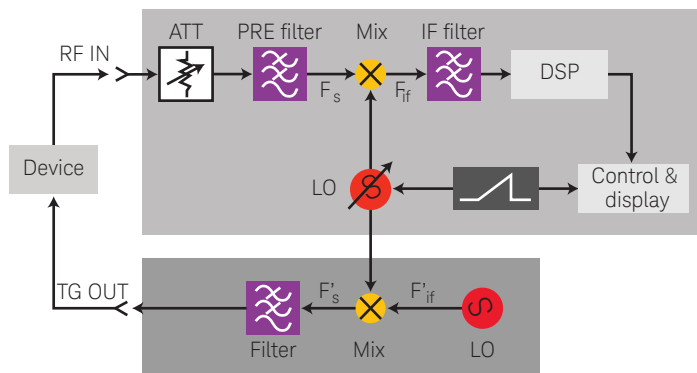 ATT
PRE filter
Mix
IF filter
RF IN
DSP
Fs
Fif
Device
LO
Control &
display
TG OUT
F's
F'if
Filter
Mix
LO